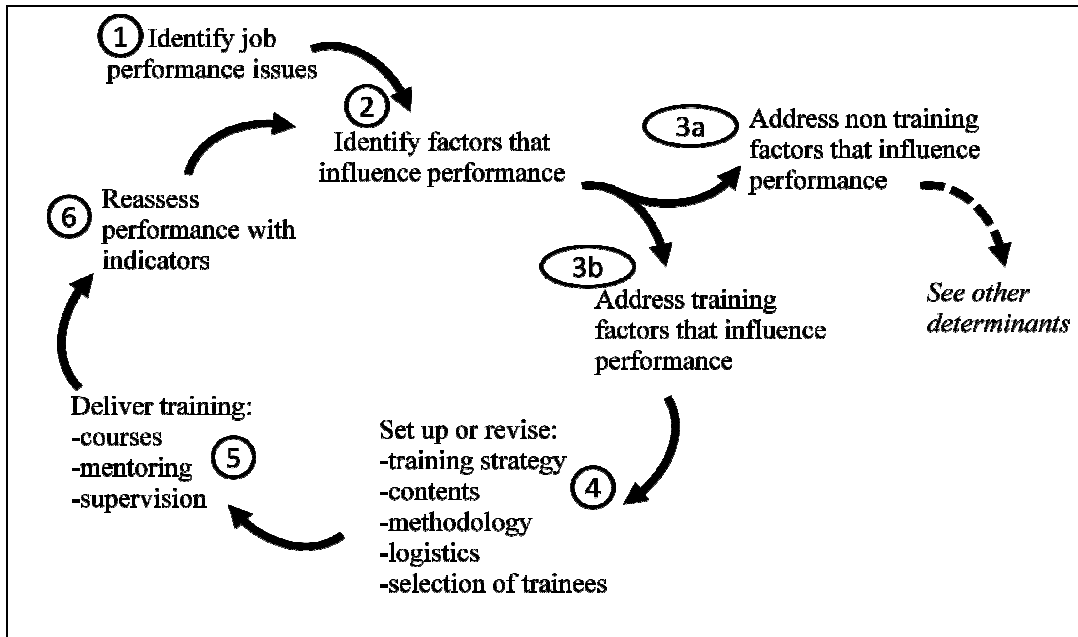 1 Identify job
performance issues
2
Identify factors that
influence performance
3a Address non training
factors that influence
performance
See other
determinants
3b
Address training
factors that influence
performance
Set up or revise:
-training strategy
4
-contents
-methodology
-logistics
-selection of trainees
Deliver training:
-courses
5
-mentoring
-supervision
6 Reassess
performance with
indicators